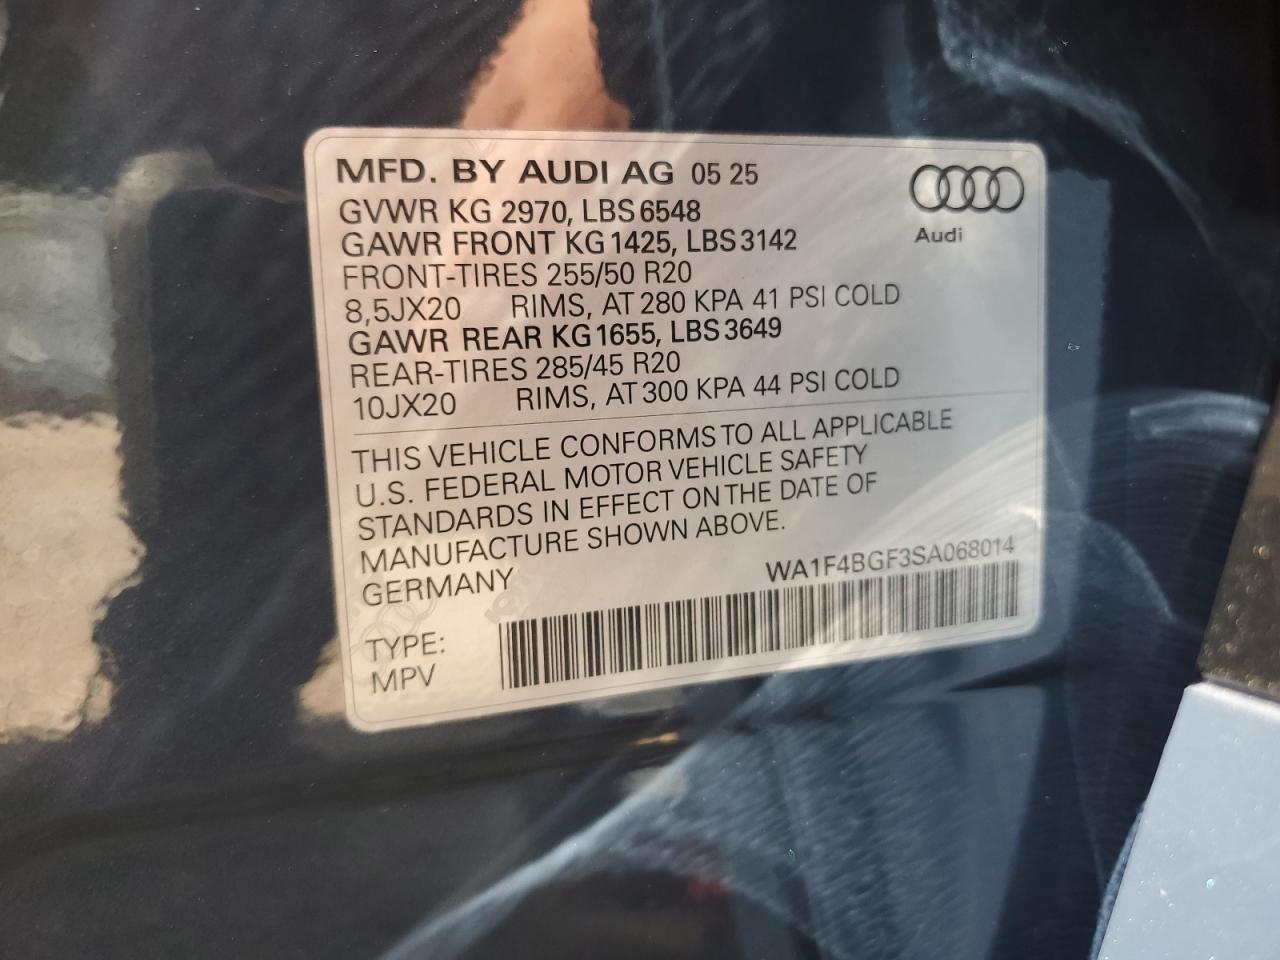 MFD. BY AUDI AG 05 25
Audi
GVWR KG 2970, LBS 6548
GAWR FRONT KG 1425, LBS 3142
FRONT-TIRES 255/50 R20
8,5JX20 RIMS, AT 280 KPA 41 PSI COLD
GAWR REAR KG 1655, LBS 3649
REAR-TIRES 285/45 R20
10JX20 RIMS, AT 300 KPA 44 PSI COLD
THIS VEHICLE CONFORMS TO ALL APPLICABLE
U.S. FEDERAL MOTOR VEHICLE SAFETY
STANDARDS IN EFFECT ON THE DATE OF
MANUFACTURE SHOWN ABOVE.
GERMANY WA1F4BGF3SA068014
TYPE:
MPV